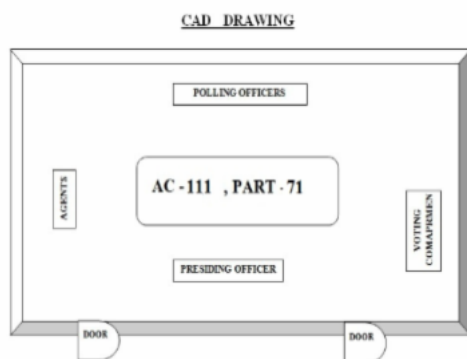 CAD DRAWING
POLLING OFFICERS
AGENTS
AC -111 , PART - 71
VOTING
COMAPRMEN
PRESIDING OFFICER
DOOR
DOOR